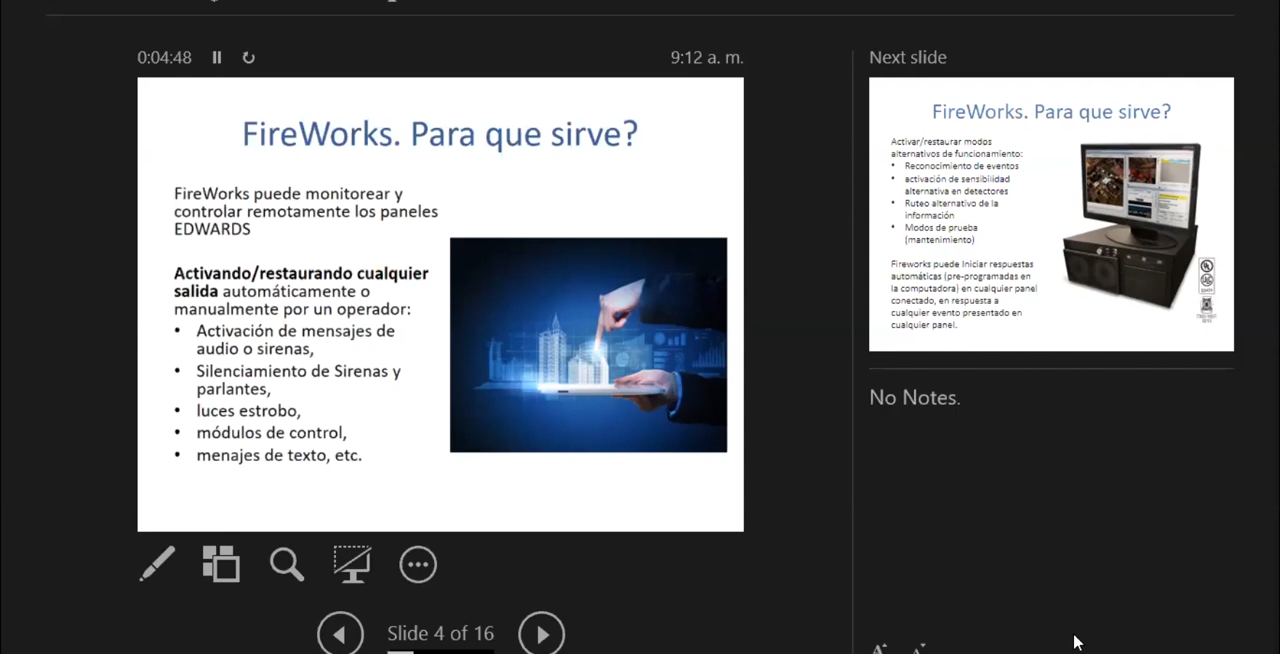 0:04:48
9:12 a. m.
FireWorks. Para que sirve?
FireWorks puede monitorear y
controlar remotamente los paneles
EDWARDS
Activando/restaurando cualquier
salida automáticamente o
manualmente por un operador:
• Activación de mensajes de
audio o sirenas,
• Silenciamiento de Sirenas y
parlantes,
• luces estrobo,
• módulos de control,
• menajes de texto, etc.
Slide 4 of 16
Next slide
FireWorks. Para que sirve?
Activar/restaurar modos
alternativos de funcionamiento:
• Reconocimiento de eventos
• activación de sensibilidad
alternativa en detectores
• Ruteo alternativo de la
información
• Modos de prueba
(mantenimiento)
Fireworks puede Iniciar respuestas
automáticas (pre-programadas en
la computadora) en cualquier panel
conectado, en respuesta a
cualquier evento presentado en
cualquier panel.
No Notes.